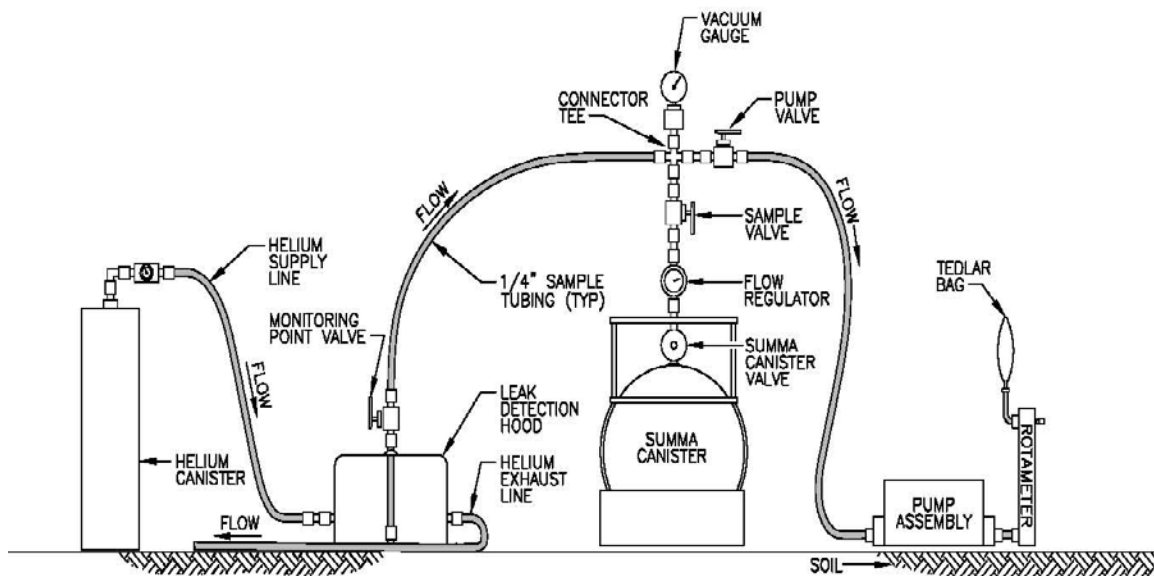 VACUUM
GAUGE
CONNECTOR
TEE
PUMP
VALVE
FLOW
FLOW
SAMPLE
VALVE
HELIUM
SUPPLY
LINE
1/4" SAMPLE
TUBING (TYP)
FLOW
REGULATOR
TEDLAR
BAG
MONITORING
POINT VALVE
SUMMA
CANISTER
VALVE
FLOW
LEAK
DETECTION
HOOD
SUMMA
CANISTER
HELIUM
CANISTER
HELIUM
EXHAUST
LINE
ROTAMETER
PUMP
ASSEMBLY
FLOW
SOIL